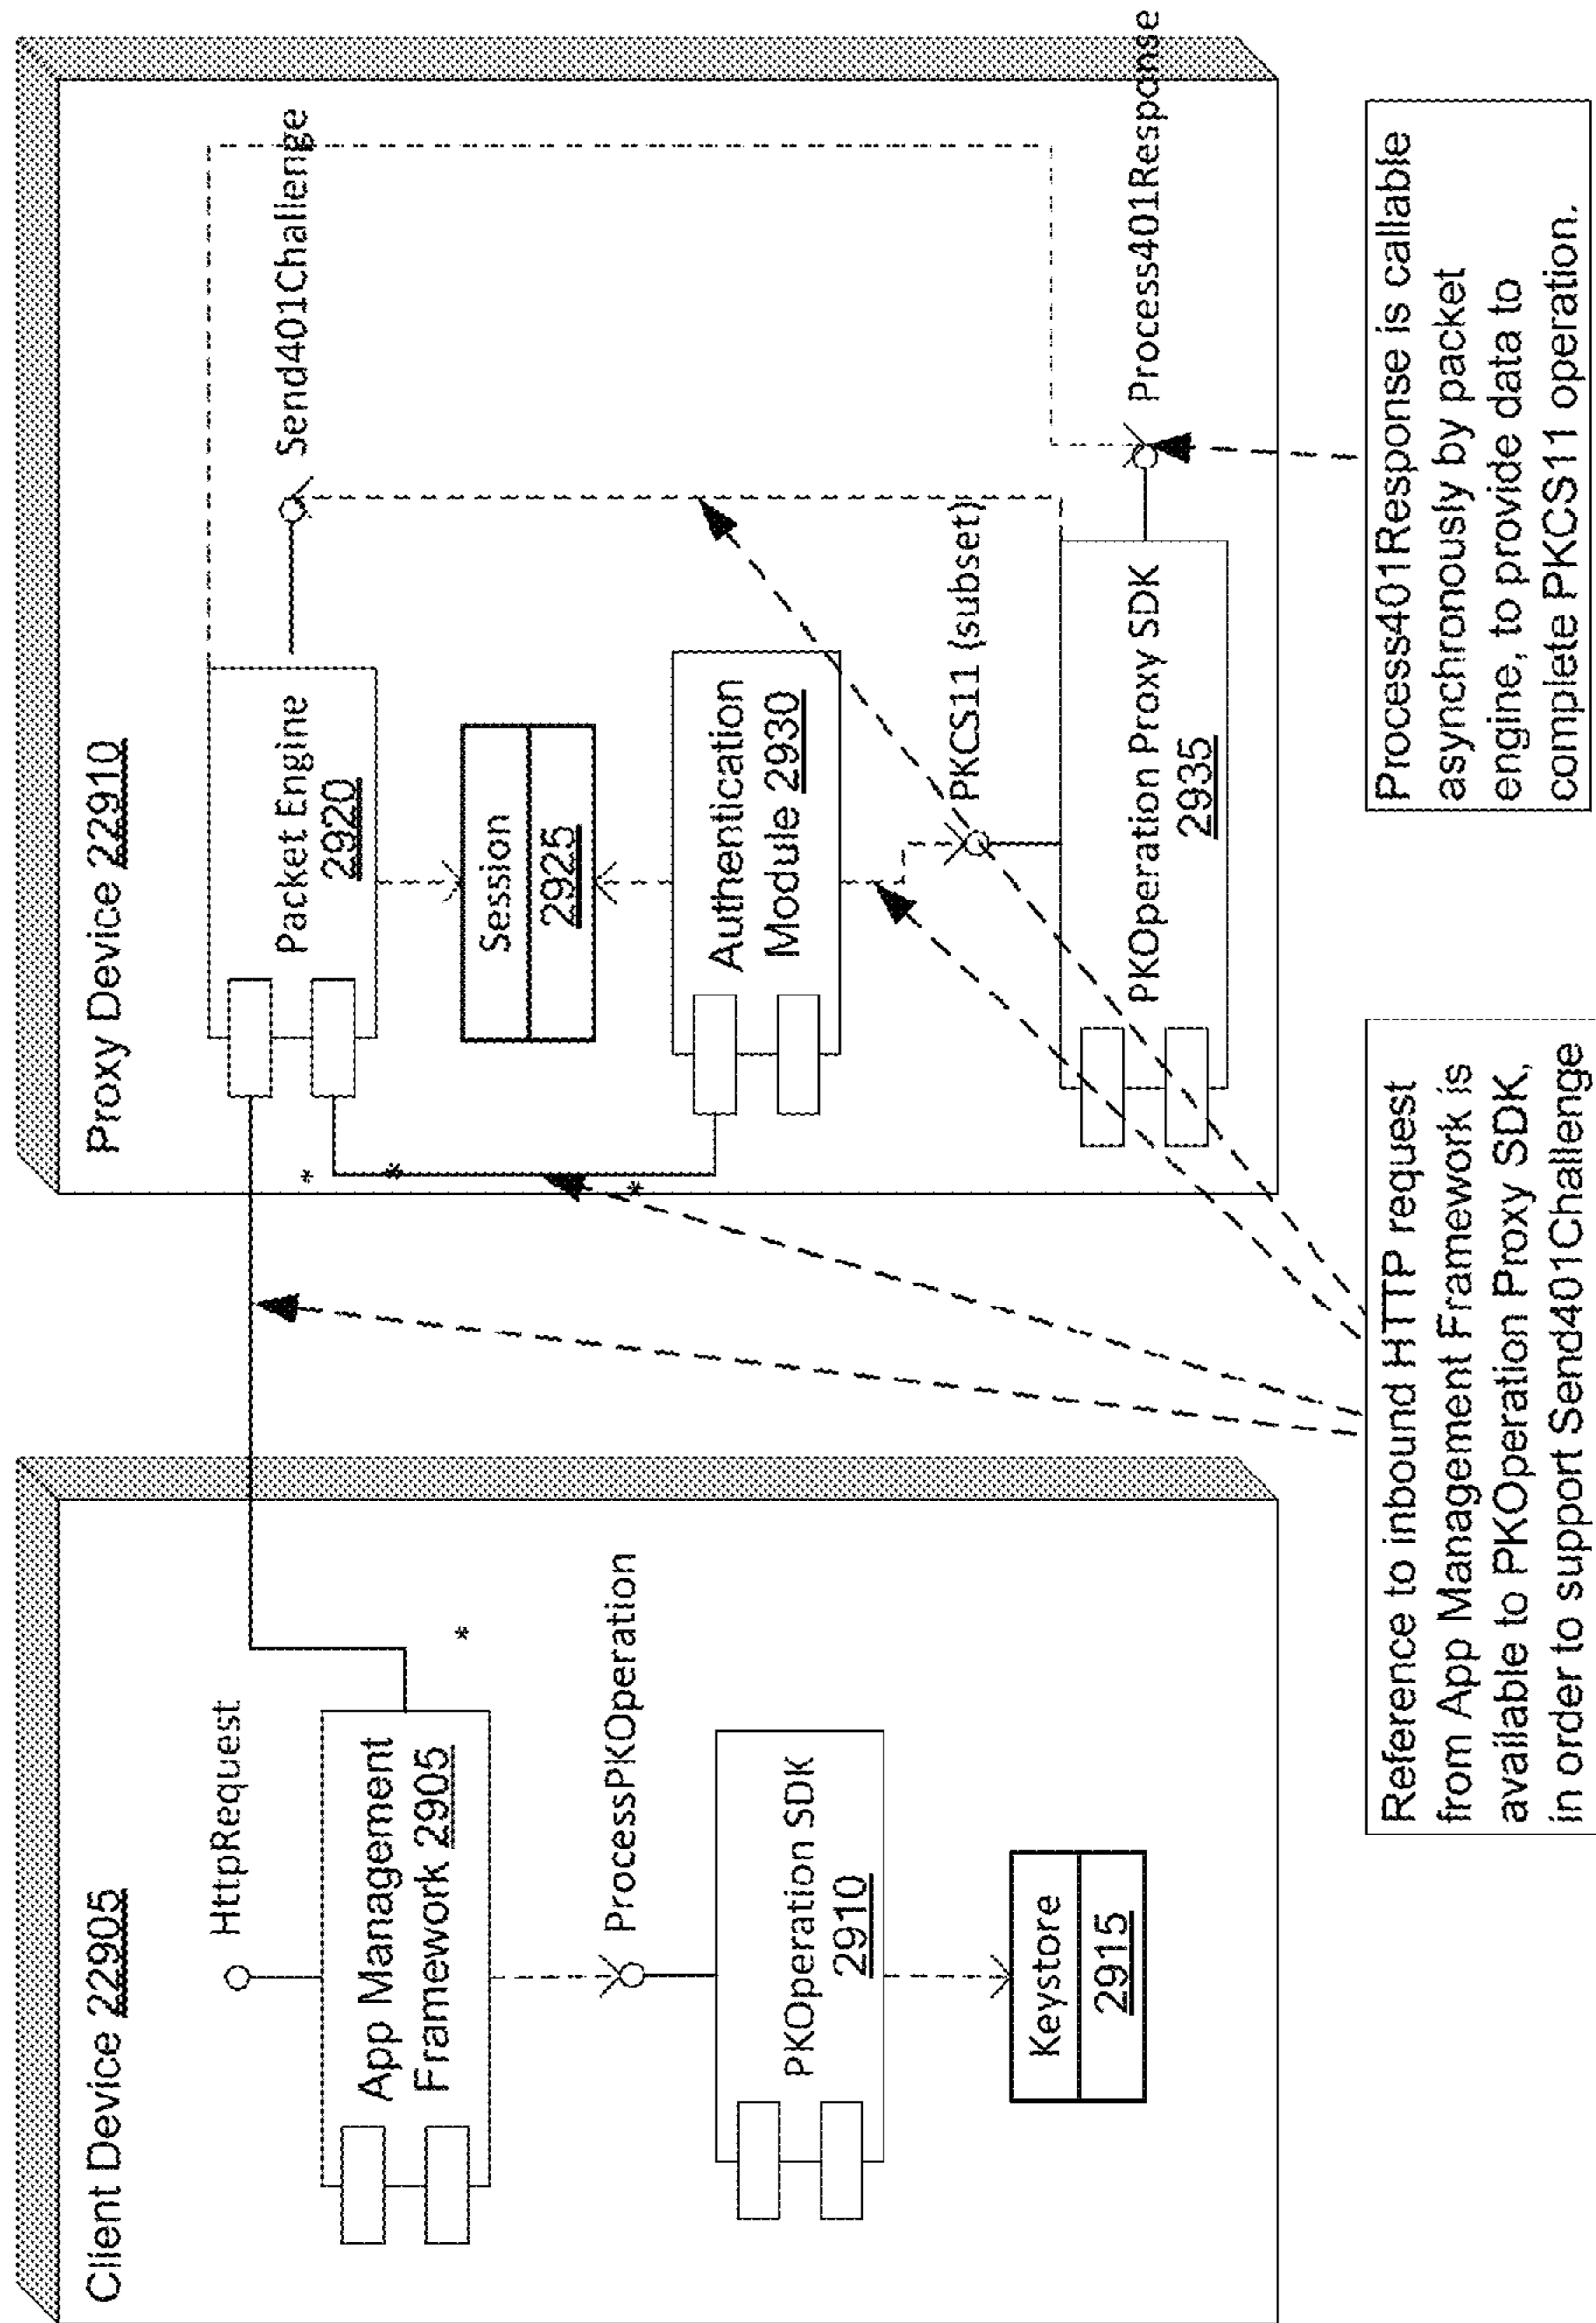 Client Device 22905
HttpRequest
App Management
Framework 2905
*
ProcessPKOperation
PKOperation SDK
2910
Keystore
2915
Proxy Device 22910
Packet Engine
2920
Send401Challenge
*
*
*
Session
2925
Authentication
Module 2930
PKCS11 (subset)
PKOperation Proxy SDK
2935
Process401Response
Reference to inbound HTTP request
from App Management Framework is
available to PKOperation Proxy SDK,
in order to support Send401Challenge
Process401Response is callable
asynchronously by packet
engine, to provide data to
complete PKCS11 operation.